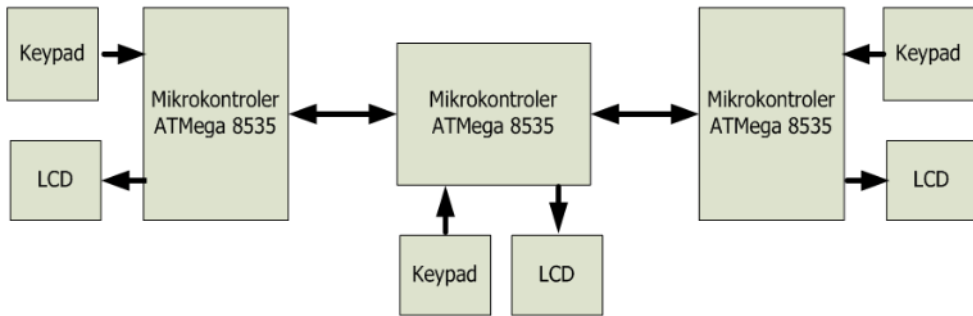 Keypad
Mikrokontroler
ATMega 8535
LCD
Mikrokontroler
ATMega 8535
Keypad
LCD
Mikrokontroler
ATMega 8535
Keypad
LCD